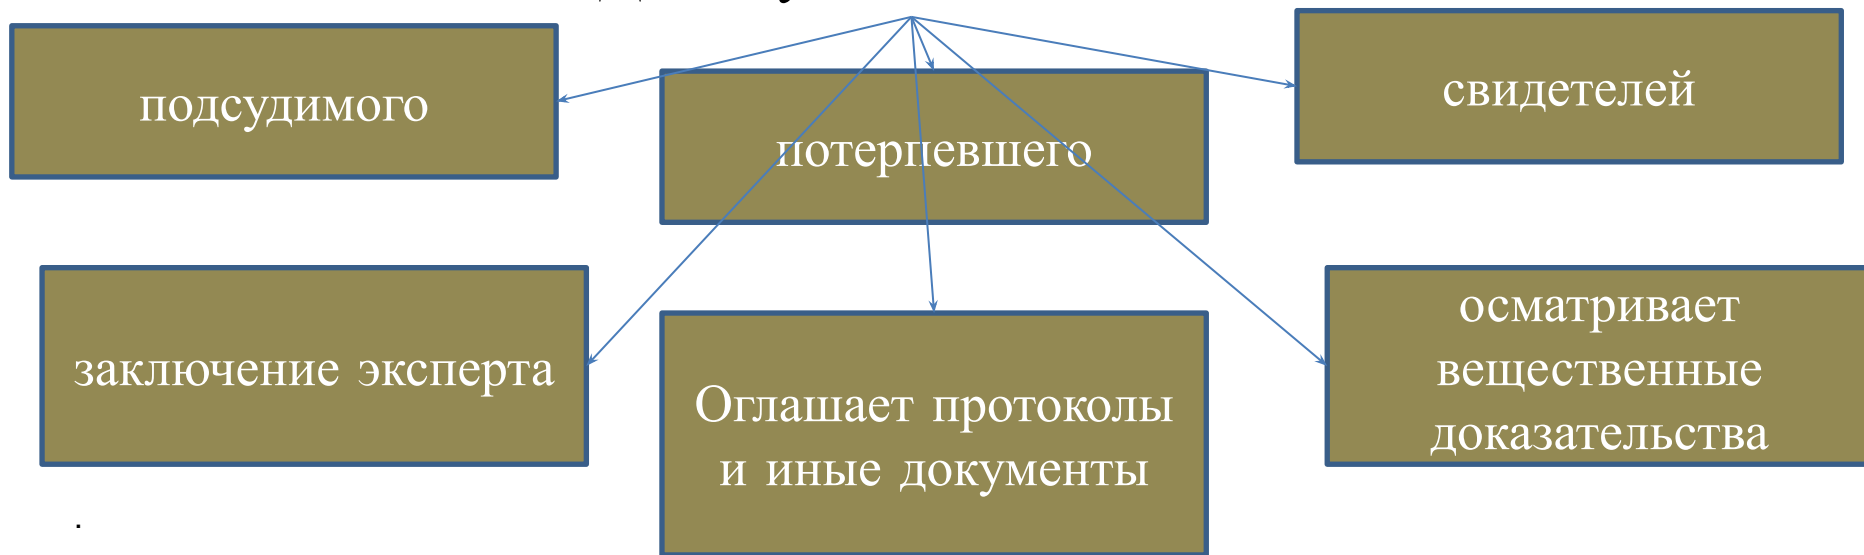 подсудимого
потерпевшего
свидетелей
заключение эксперта
Оглашает протоколы
и иные документы
осматривает
вещественные
доказательства
.